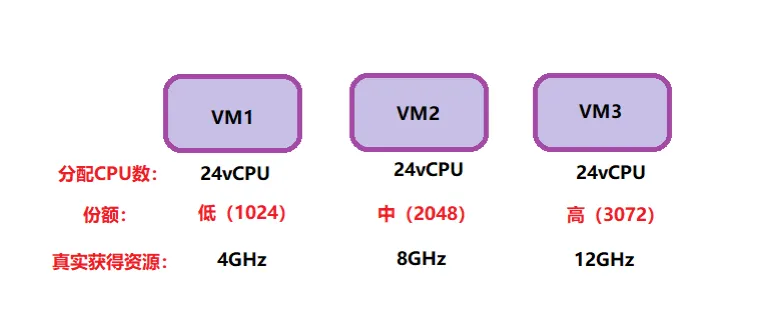 VM1 VM2 VM3
分配CPU数: 24vCPU 24vCPU 24vCPU
份额: 低（1024） 中（2048） 高（3072）
真实获得资源: 4GHz 8GHz 12GHz